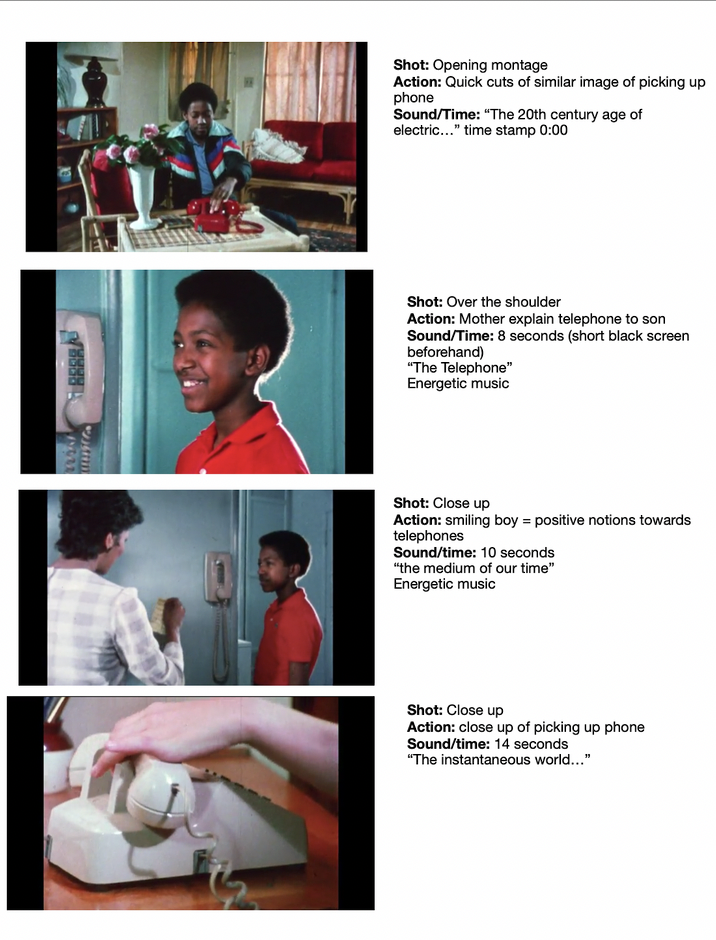 Shot: Opening montage
Action: Quick cuts of similar image of picking up
phone
Sound/Time: “The 20th century age of
electric…” time stamp 0:00
Shot: Over the shoulder
Action: Mother explain telephone to son
Sound/Time: 8 seconds (short black screen
beforehand)
“The Telephone”
Energetic music
Shot: Close up
Action: smiling boy = positive notions towards
telephones
Sound/time: 10 seconds
“the medium of our time”
Energetic music
Shot: Close up
Action: close up of picking up phone
Sound/time: 14 seconds
“The instantaneous world…”